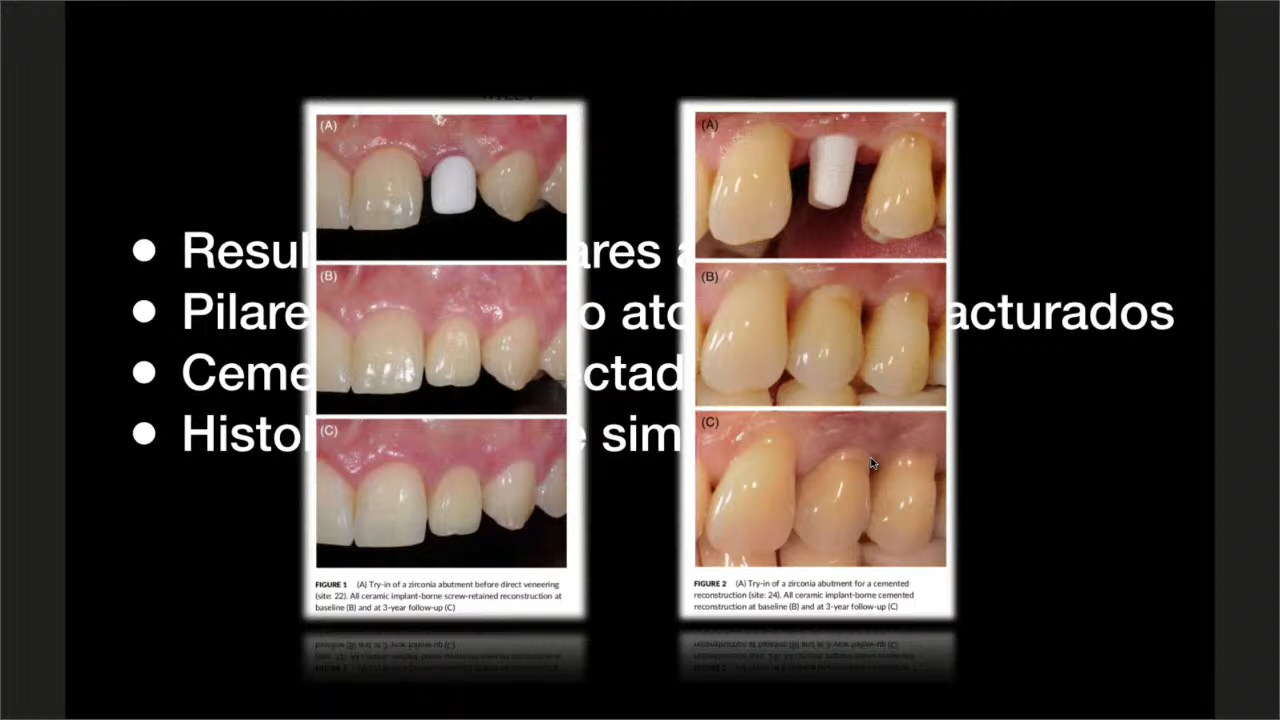 ● Resul ares a
● Pilare o ato acturados
● Ceme ectad
● Histol e sim
(A)
(B)
(C)
FIGURE 1 (A) Try-in of a zirconia abutment before direct veneering
(site: 22). All ceramic implant-borne screw-retained reconstruction at
baseline (B) and at 3-year follow-up (C)
(A)
(B)
(C)
FIGURE 2 (A) Try-in of a zirconia abutment for a cemented
reconstruction (site: 24). All ceramic implant-borne cemented
reconstruction at baseline (B) and at 3-year follow-up (C)